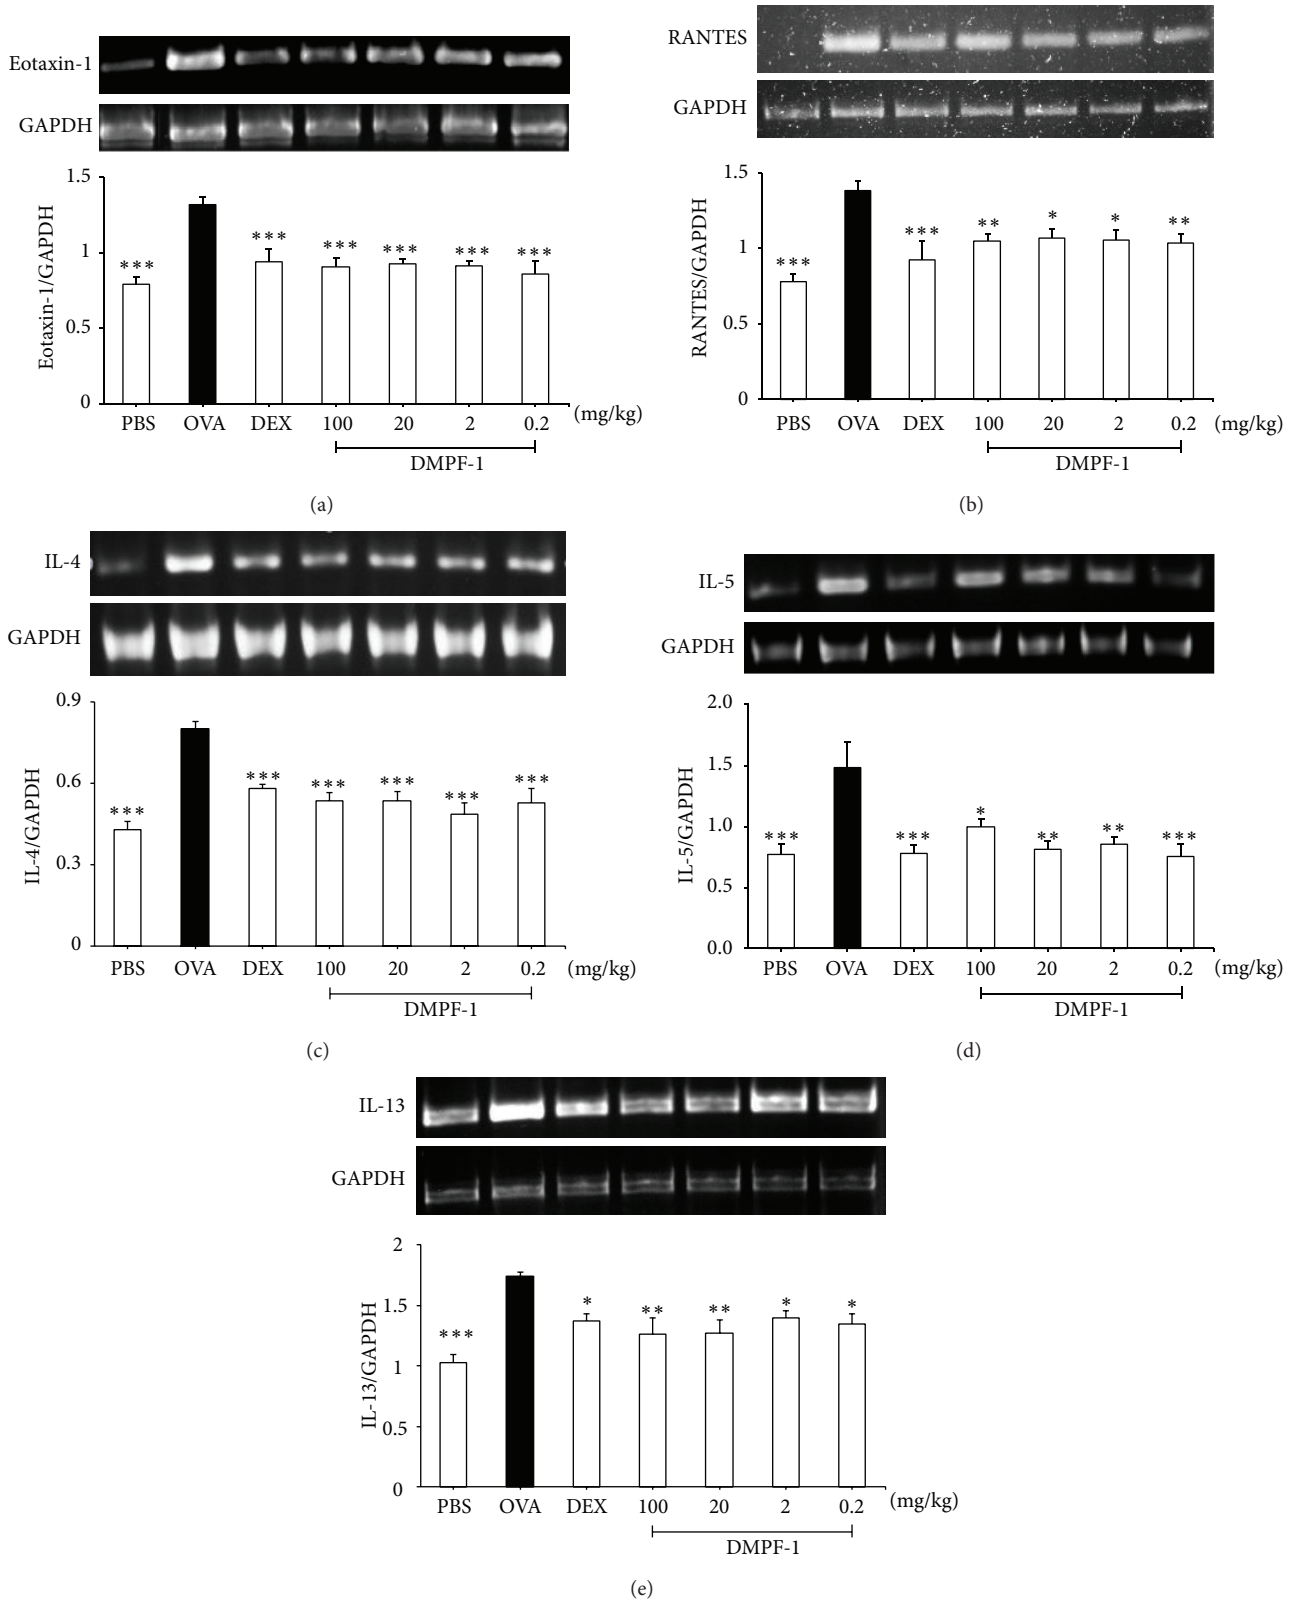 Eotaxin-1
GAPDH
1.5
1
0.5
0
Eotaxin-1/GAPDH
*** *** *** *** *** ***
PBS OVA DEX 100 20 2 0.2 (mg/kg)
DMPF-1
(a)
RANTES
GAPDH
1.5
1
0.5
0
RANTES/GAPDH
*** *** ** * * **
PBS OVA DEX 100 20 2 0.2 (mg/kg)
DMPF-1
(b)
IL-4
GAPDH
0.9
0.6
0.3
0
IL-4/GAPDH
*** *** *** *** *** ***
PBS OVA DEX 100 20 2 0.2 (mg/kg)
DMPF-1
(c)
IL-5
GAPDH
2.0
1.5
1.0
0.5
0.0
IL-5/GAPDH
*** *** * ** ** ***
PBS OVA DEX 100 20 2 0.2 (mg/kg)
DMPF-1
(d)
IL-13
GAPDH
2
1.5
1
0.5
0
IL-13/GAPDH
*** * ** ** * *
PBS OVA DEX 100 20 2 0.2 (mg/kg)
DMPF-1
(e)